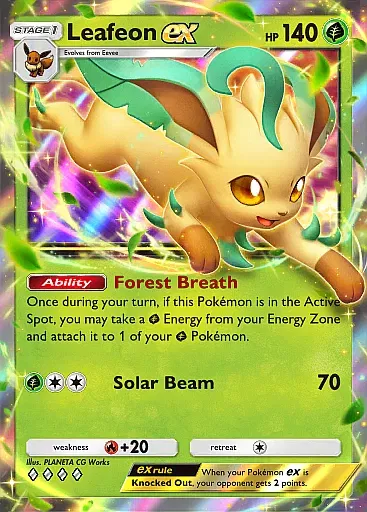 STAGE 1
Leafeon ex
HP 140
Evolves from Eevee
Ability Forest Breath
Once during your turn, if this Pokémon is in the Active
Spot, you may take a Energy from your Energy Zone
and attach it to 1 of your Pokémon.
Solar Beam 70
weakness +20 retreat
Illus. PLANETA CG Works
ex rule When your Pokémon ex is
Knocked Out, your opponent gets 2 points.